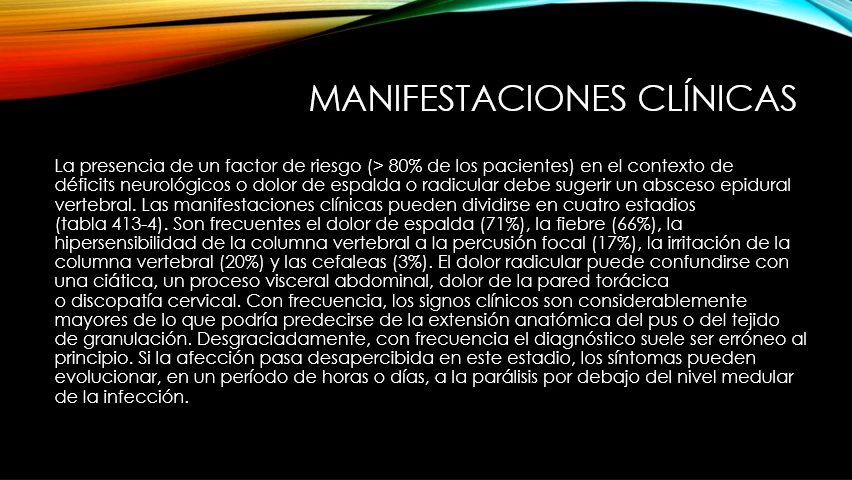 MANIFESTACIONES CLÍNICAS
La presencia de un factor de riesgo (> 80% de los pacientes) en el contexto de
déficits neurológicos o dolor de espalda o radicular debe sugerir un absceso epidural
vertebral. Las manifestaciones clínicas pueden dividirse en cuatro estadios
(tabla 413-4). Son frecuentes el dolor de espalda (71%), la fiebre (66%), la
hipersensibilidad de la columna vertebral a la percusión focal (17%), la irritación de la
columna vertebral (20%) y las cefaleas (3%). El dolor radicular puede confundirse con
una ciática, un proceso visceral abdominal, dolor de la pared torácica
o discopatía cervical. Con frecuencia, los signos clínicos son considerablemente
mayores de lo que podría predecirse de la extensión anatómica del pus o del tejido
de granulación. Desgraciadamente, con frecuencia el diagnóstico suele ser erróneo al
principio. Si la afección pasa desapercibida en este estadio, los síntomas pueden
evolucionar, en un período de horas o días, a la parálisis por debajo del nivel medular
de la infección.